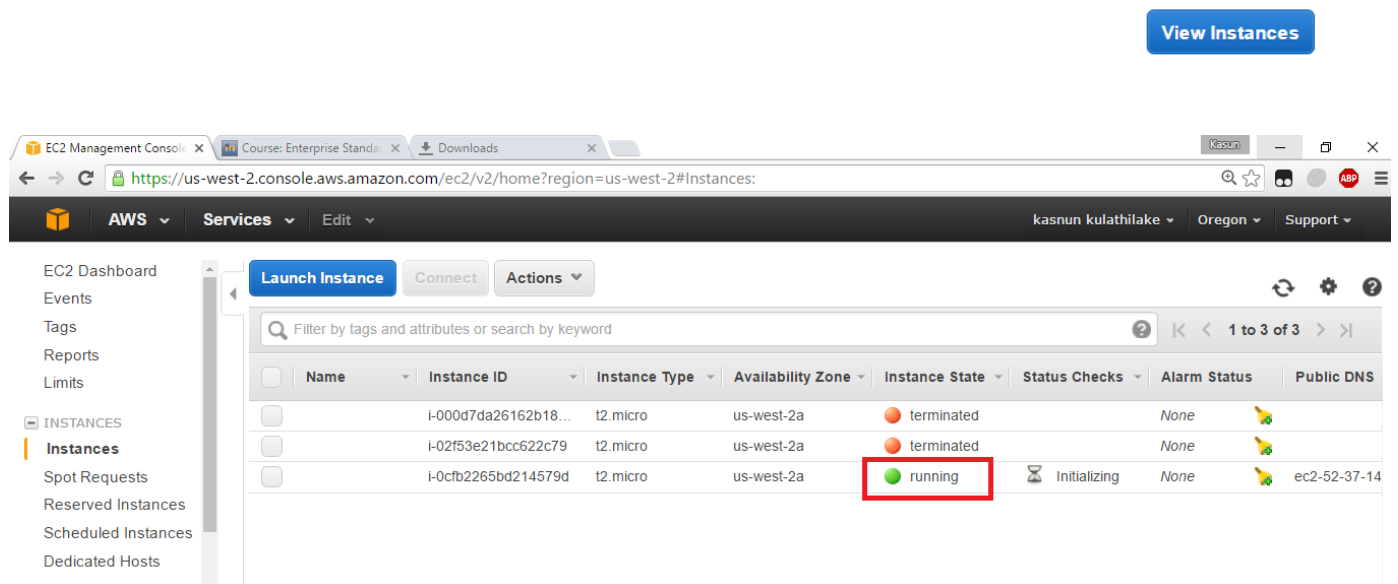 View Instances
EC2 Management Console
Course: Enterprise Standa
Downloads
Kasun
https://us-west-2.console.aws.amazon.com/ec2/v2/home?region=us-west-2#Instances:
ABP
AWS Services Edit kasnun kulathilake Oregon Support
EC2 Dashboard
Events
Tags
Reports
Limits
INSTANCES
Instances
Spot Requests
Reserved Instances
Scheduled Instances
Dedicated Hosts
Launch Instance Connect Actions
Filter by tags and attributes or search by keyword 1 to 3 of 3
Name Instance ID Instance Type Availability Zone Instance State Status Checks Alarm Status Public DNS
i-000d7da26162b18... t2.micro us-west-2a terminated None
i-02f53e21bcc622c79 t2.micro us-west-2a terminated None
i-0cfb2265bd214579d t2.micro us-west-2a running Initializing None ec2-52-37-14